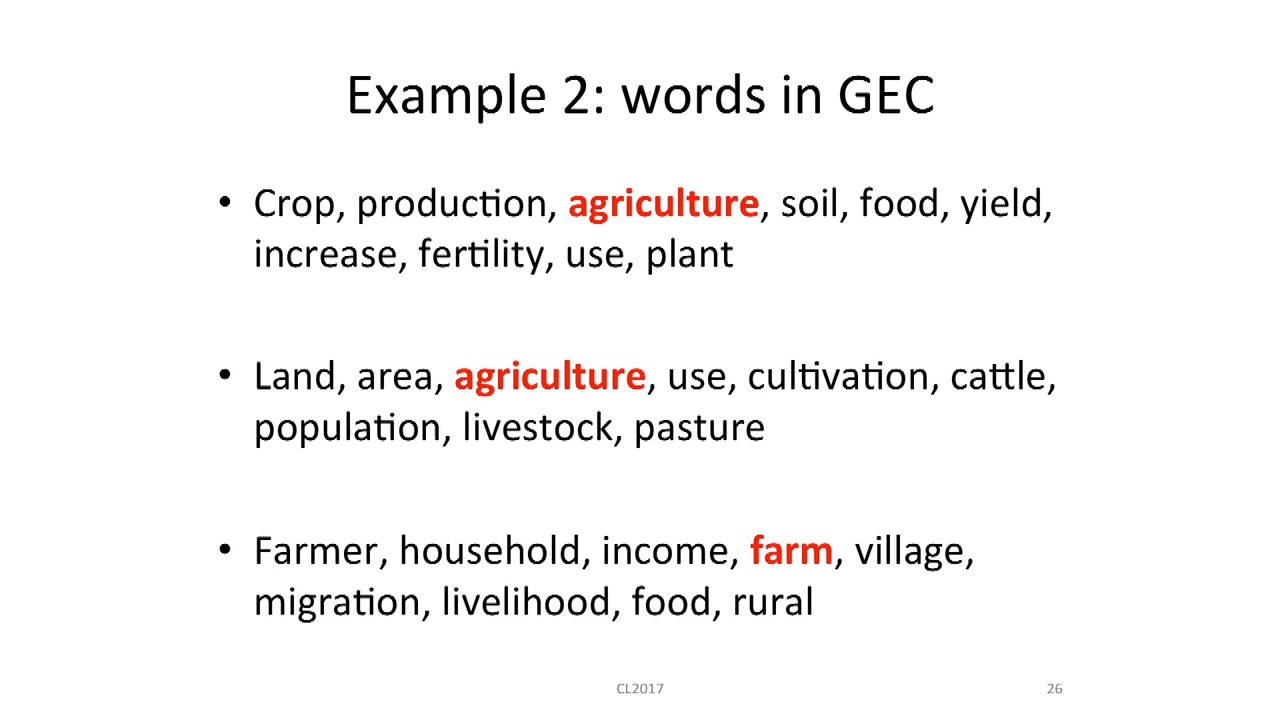 Example 2: words in GEC
• Crop, production, agriculture, soil, food, yield,
increase, fertility, use, plant
• Land, area, agriculture, use, cultivation, cattle,
population, livestock, pasture
• Farmer, household, income, farm, village,
migration, livelihood, food, rural
CL2017
26